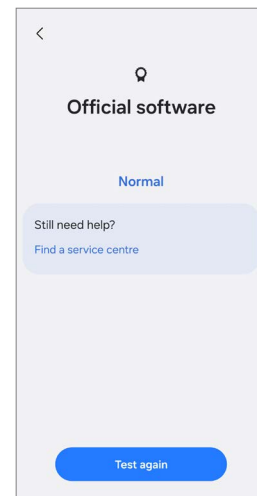 Official software
Normal
Still need help?
Find a service centre
Test again